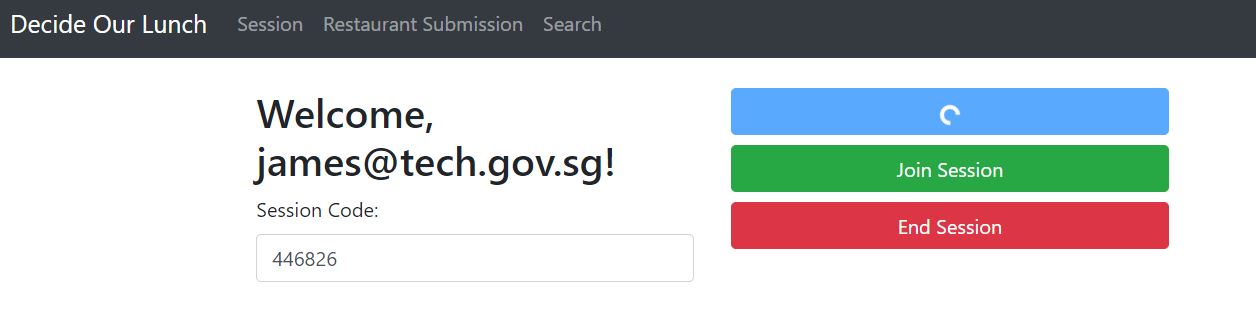 Decide Our Lunch Session Restaurant Submission Search
Welcome,
james@tech.gov.sg!
Session Code:
446826
Join Session
End Session